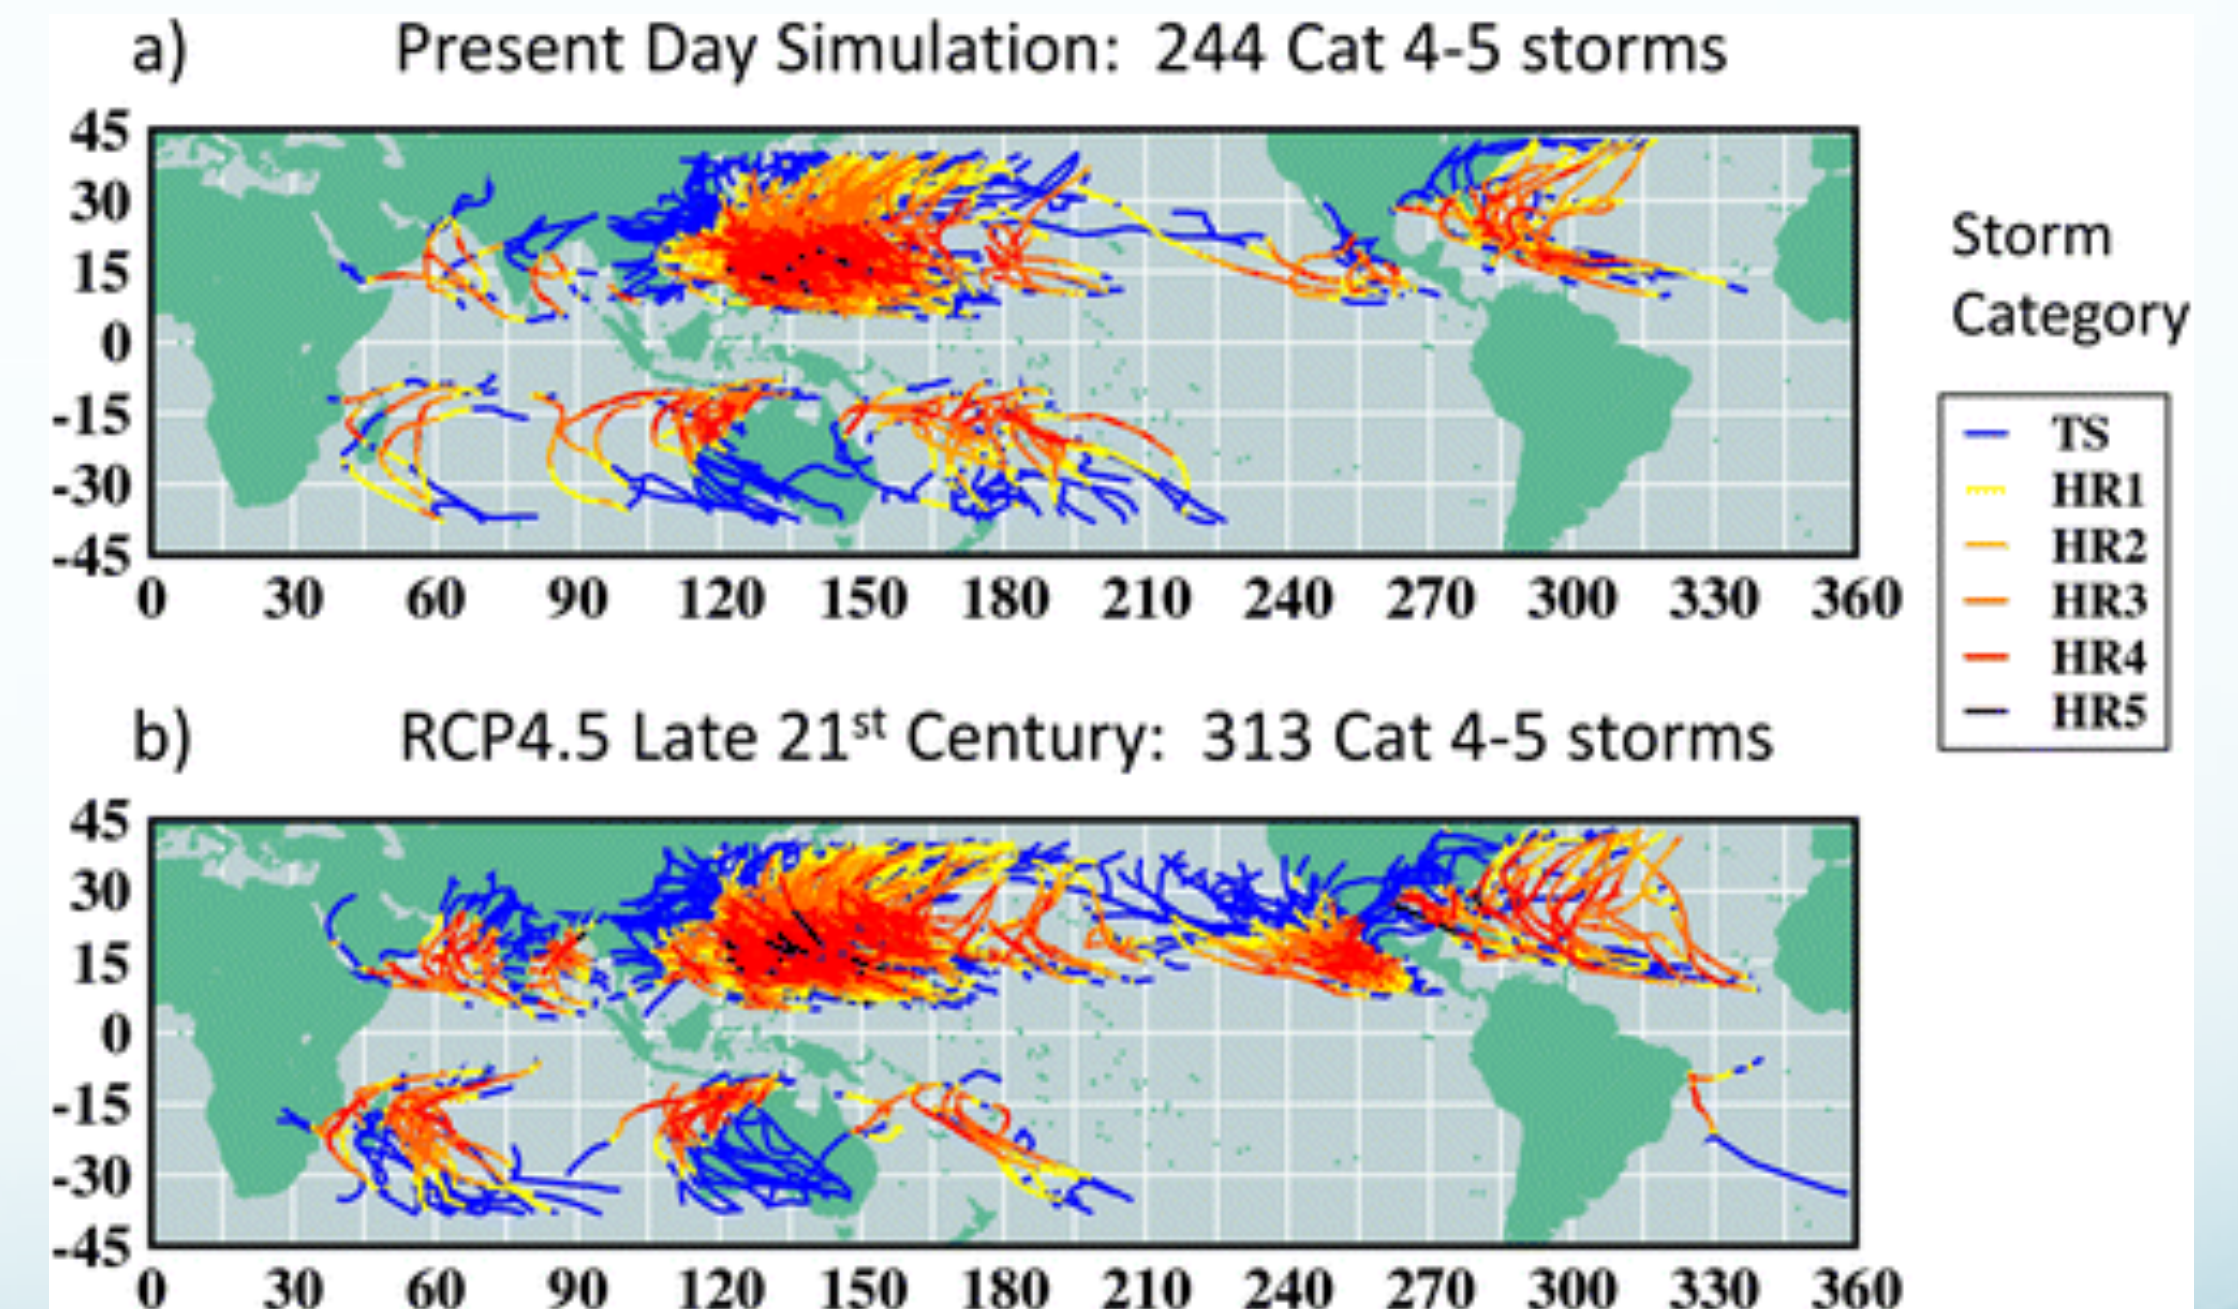 a) Present Day Simulation: 244 Cat 4-5 storms
45
30
15
0
-15
-30
-45
0 30 60 90 120 150 180 210 240 270 300 330 360
Storm
Category
TS
HR1
HR2
HR3
HR4
HR5
b) RCP4.5 Late 21st Century: 313 Cat 4-5 storms
45
30
15
0
-15
-30
-45
0 30 60 90 120 150 180 210 240 270 300 330 360